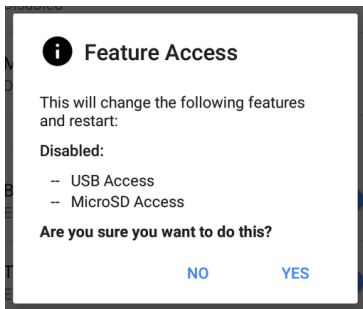 Disabled
Feature Access
This will change the following features
and restart:
Disabled:
-- USB Access
-- MicroSD Access
Are you sure you want to do this?
NO YES